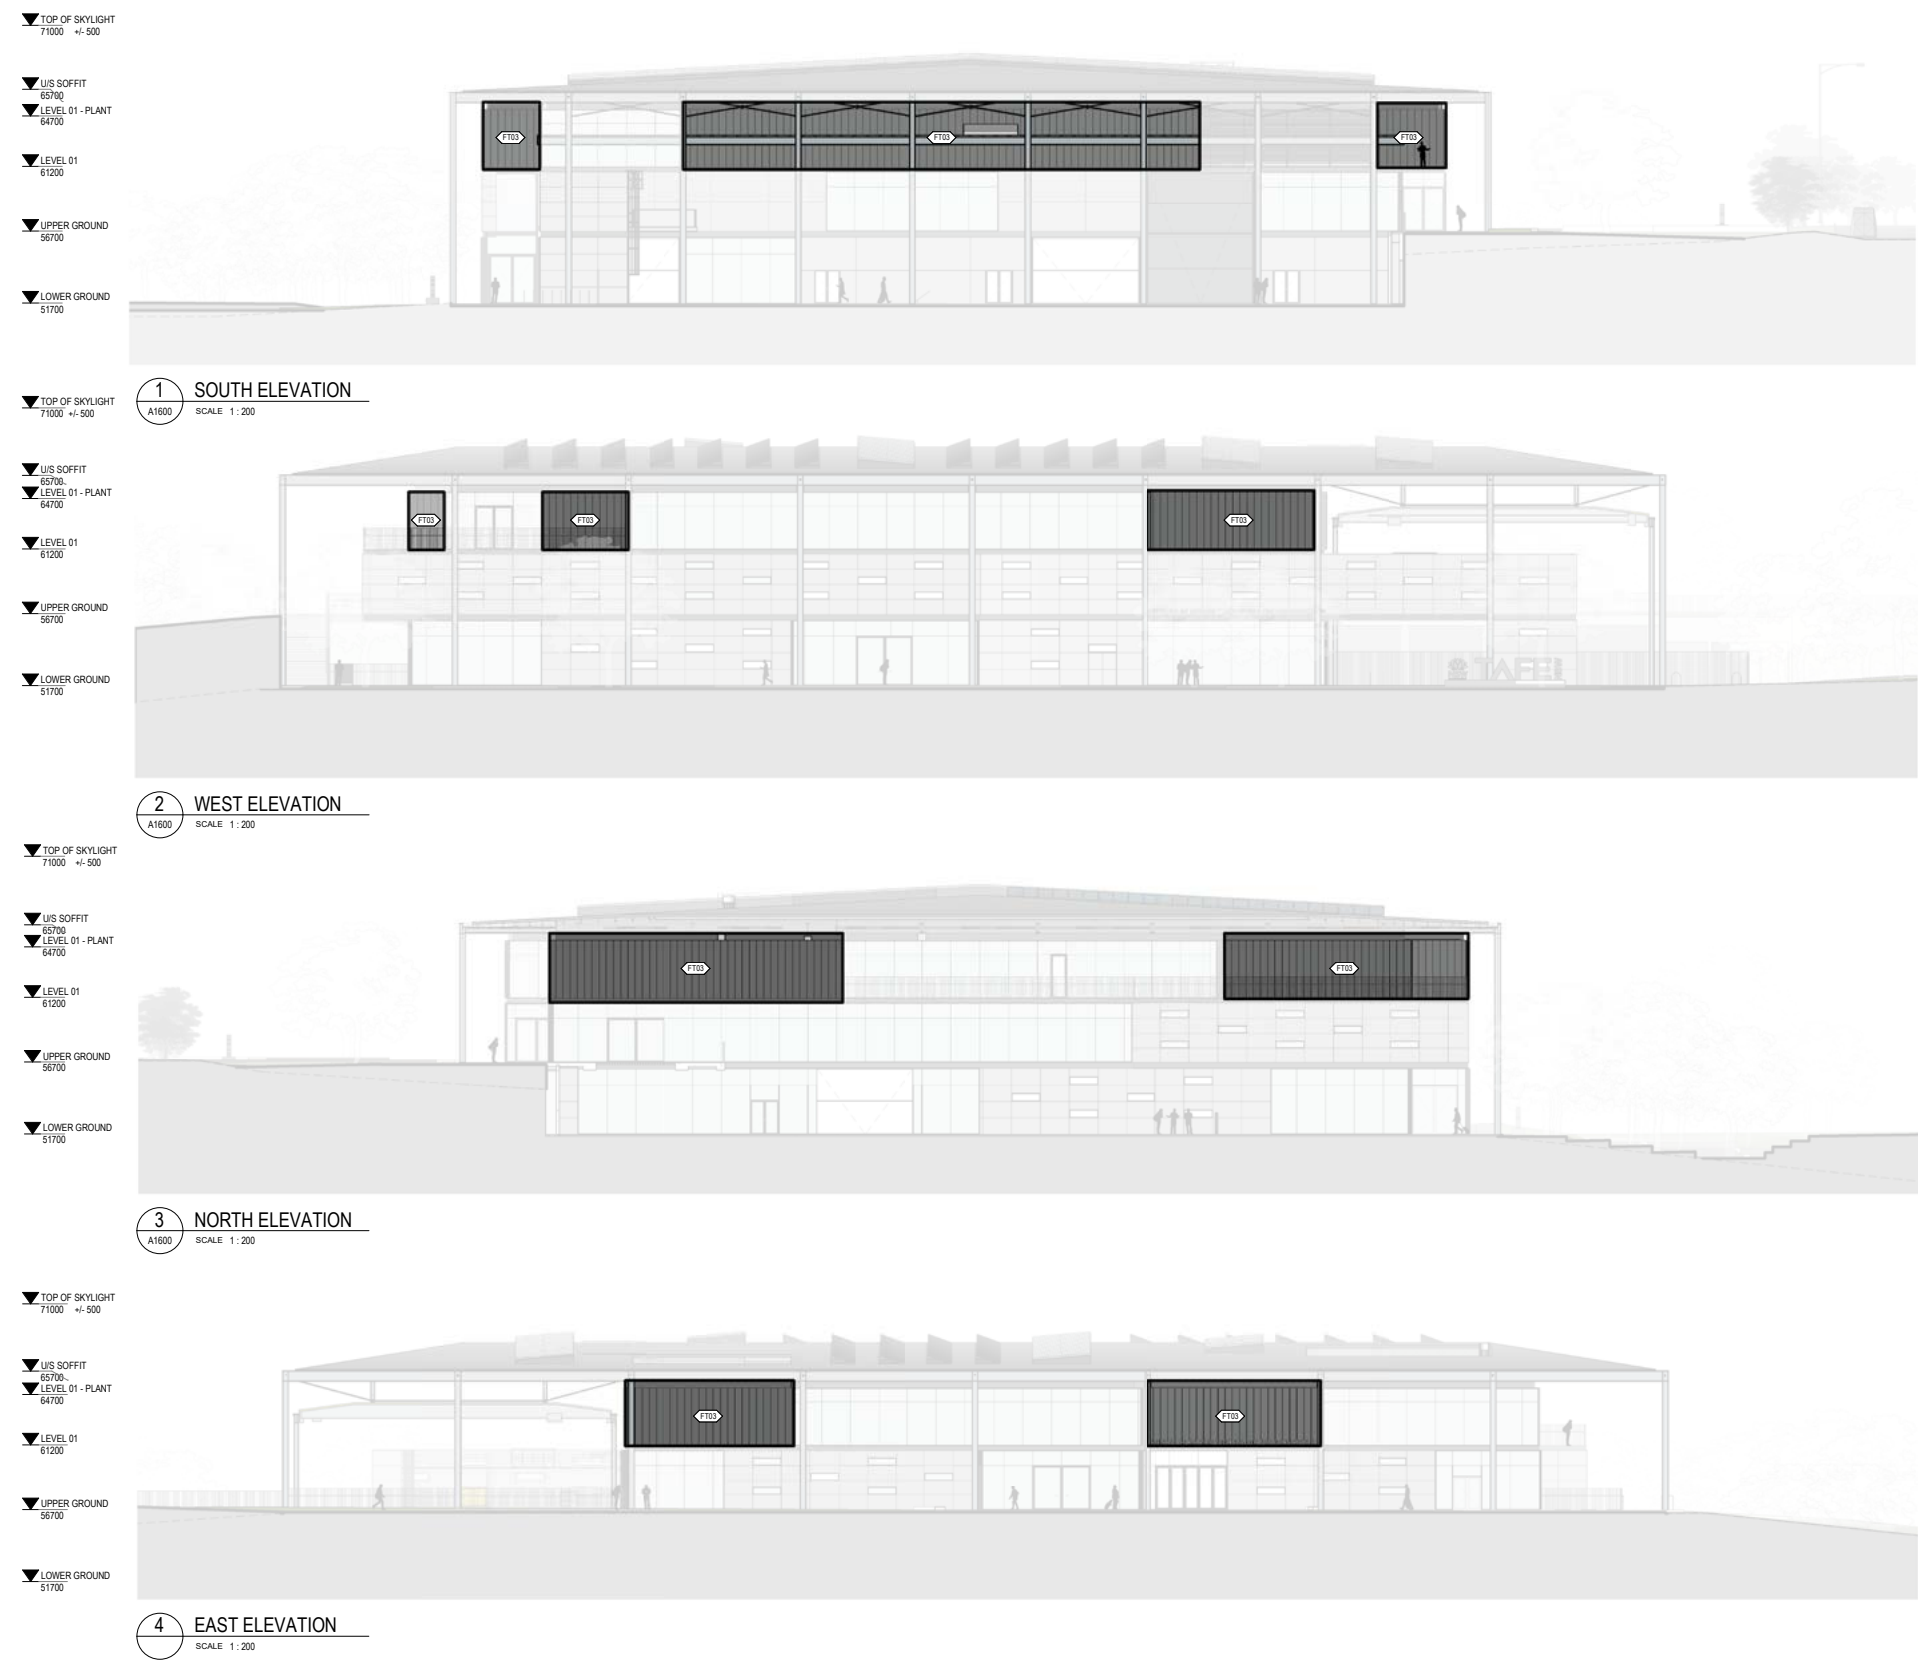 TOP OF SKYLIGHT
71000 +/- 500
U/S SOFFIT
65700
LEVEL 01 - PLANT
64700
LEVEL 01
61200
UPPER GROUND
56700
LOWER GROUND
51700
FT03
FT03
FT03
1
A1600
SOUTH ELEVATION
SCALE 1 : 200
TOP OF SKYLIGHT
71000 +/- 500
U/S SOFFIT
65700
LEVEL 01 - PLANT
64700
LEVEL 01
61200
UPPER GROUND
56700
LOWER GROUND
51700
FT03
FT03
FT03
TAFE
2
A1600
WEST ELEVATION
SCALE 1 : 200
TOP OF SKYLIGHT
71000 +/- 500
U/S SOFFIT
65700
LEVEL 01 - PLANT
64700
LEVEL 01
61200
UPPER GROUND
56700
LOWER GROUND
51700
FT03
FT03
3
A1600
NORTH ELEVATION
SCALE 1 : 200
TOP OF SKYLIGHT
71000 +/- 500
U/S SOFFIT
65700
LEVEL 01 - PLANT
64700
LEVEL 01
61200
UPPER GROUND
56700
LOWER GROUND
51700
FT03
FT03
4
EAST ELEVATION
SCALE 1 : 200